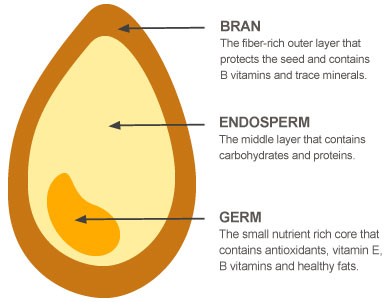 BRAN
The fiber-rich outer layer that
protects the seed and contains
B vitamins and trace minerals.
ENDOSPERM
The middle layer that contains
carbohydrates and proteins.
GERM
The small nutrient rich core that
contains antioxidants, vitamin E,
B vitamins and healthy fats.